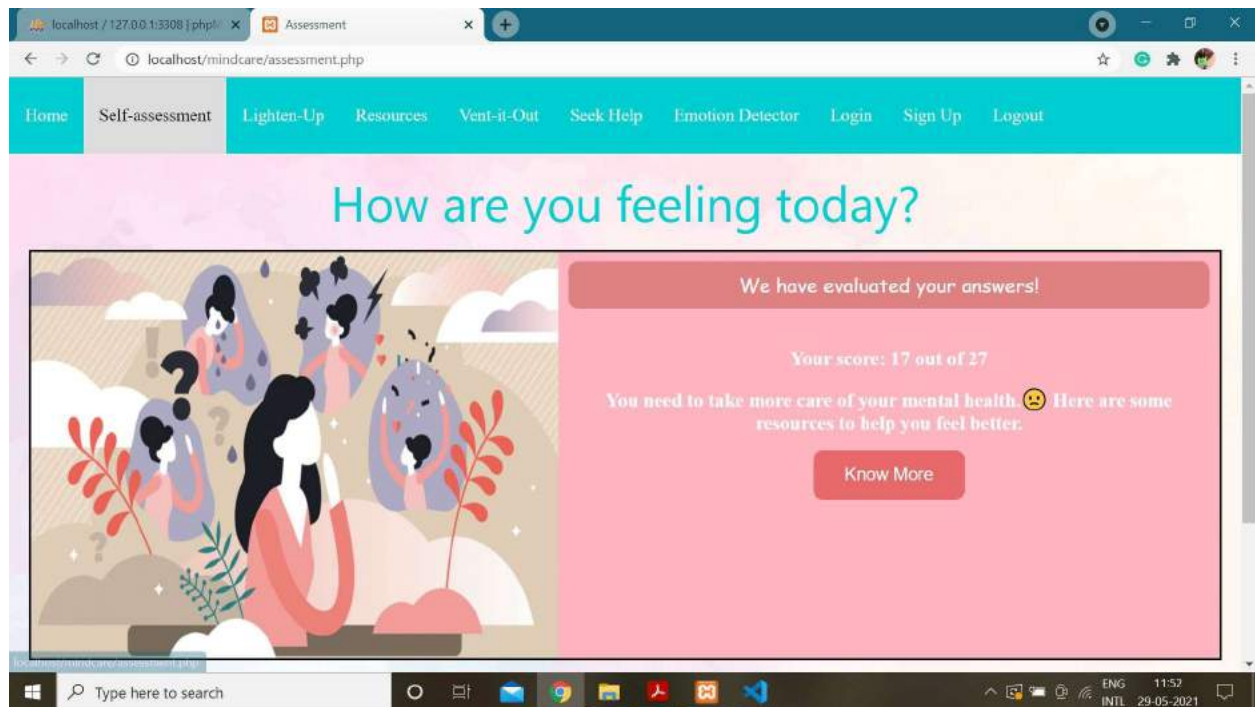 localhost / 127.0.0.1:3308 | phpM
Assessment
localhost/mindcare/assessment.php
Home Self-assessment Lighten-Up Resources Vent-it-Out Seek Help Emotion Detector Login Sign Up Logout
How are you feeling today?
We have evaluated your answers!
Your score: 17 out of 27
You need to take more care of your mental health.😟 Here are some
resources to help you feel better.
Know More
localhost/mindcare/assessment.php
Type here to search
ENG 11:52
INTL 29-05-2021